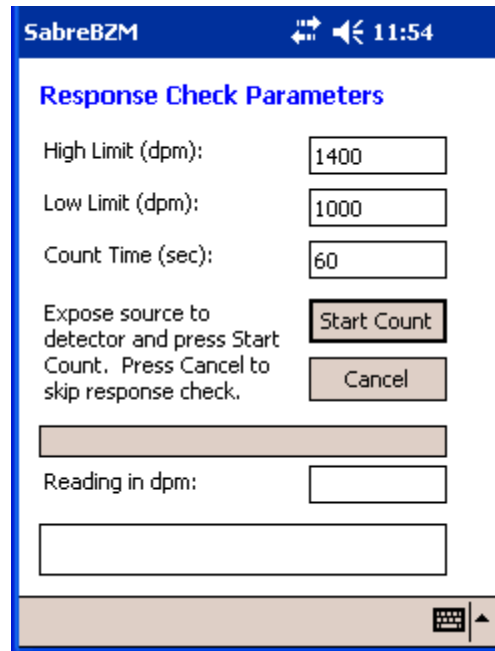 SabreBZM 11:54
Response Check Parameters
High Limit (dpm): 1400
Low Limit (dpm): 1000
Count Time (sec): 60
Expose source to
detector and press Start
Count. Press Cancel to
skip response check.
Start Count
Cancel
Reading in dpm: